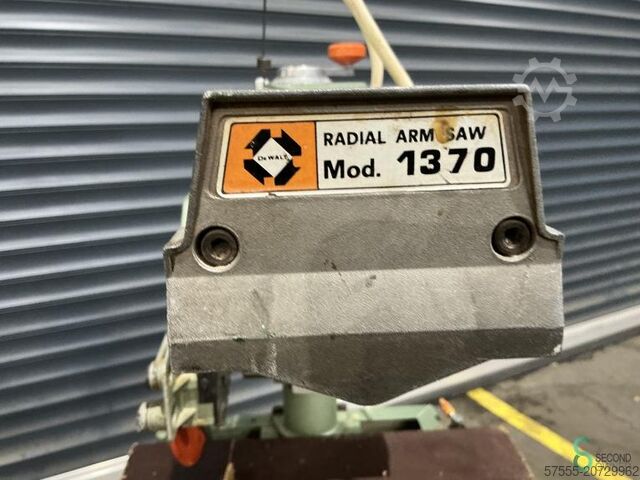 DeWALT
RADIAL ARM SAW
Mod. 1370
SECOND
57555-20729962